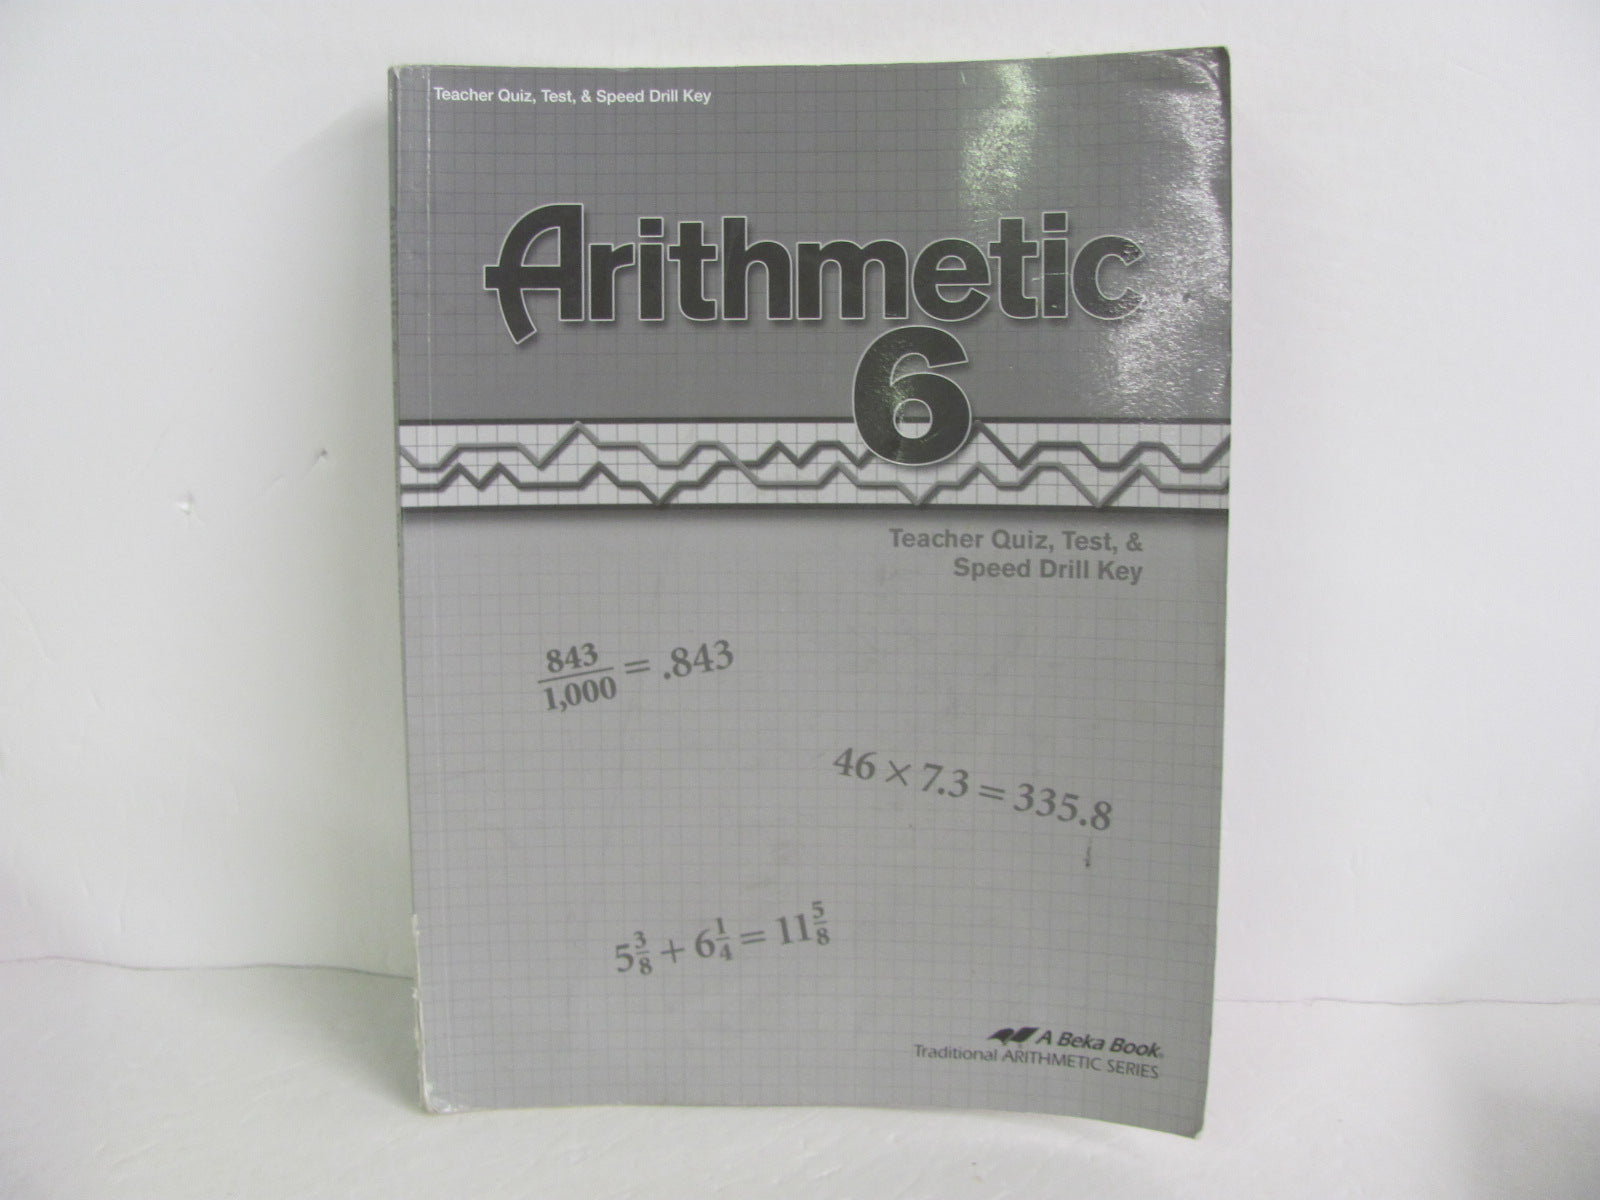 Teacher Quiz, Test, & Speed Drill Key
Arithmetic
6
Teacher Quiz, Test, &
Speed Drill Key
843/1,000 = .843
46 × 7.3 = 335.8
5 3/8 + 6 1/4 = 11 5/8
A Beka Book®
Traditional ARITHMETIC SERIES